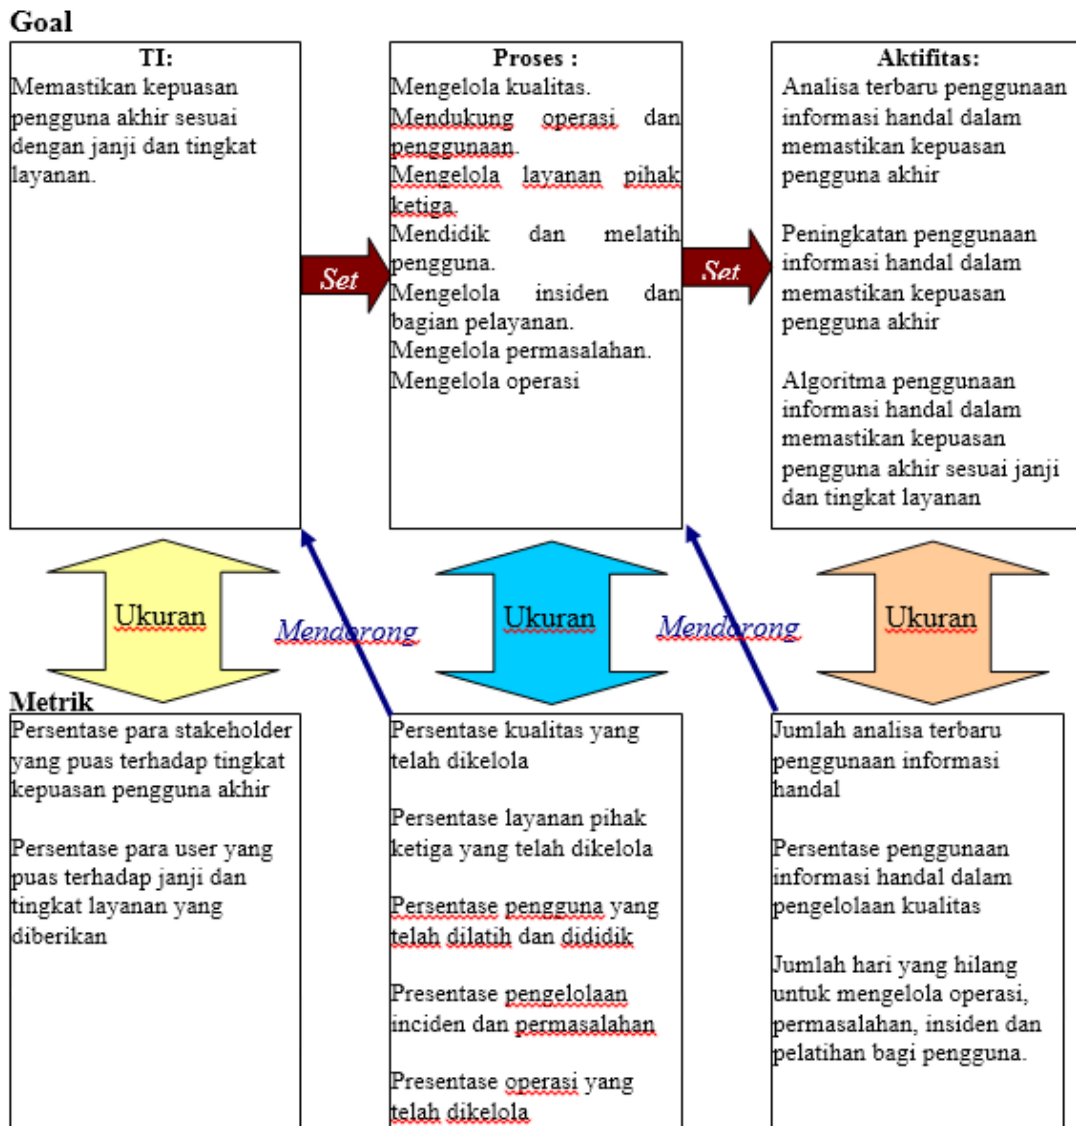 Goal
TI:
Memastikan kepuasan
pengguna akhir sesuai
dengan janji dan tingkat
layanan.
Set
Proses :
Mengelola kualitas.
Mendukung operasi dan
penggunaan.
Mengelola layanan pihak
ketiga.
Mendidik dan melatih
pengguna.
Mengelola insiden dan
bagian pelayanan.
Mengelola permasalahan.
Mengelola operasi
Set
Aktifitas:
Analisa terbaru penggunaan
informasi handal dalam
memastikan kepuasan
pengguna akhir
Peningkatan penggunaan
informasi handal dalam
memastikan kepuasan
pengguna akhir
Algoritma penggunaan
informasi handal dalam
memastikan kepuasan
pengguna akhir sesuai janji
dan tingkat layanan
Ukuran
Mendorong
Ukuran
Mendorong
Ukuran
Metrik
Persentase para stakeholder
yang puas terhadap tingkat
kepuasan pengguna akhir
Persentase para user yang
puas terhadap janji dan
tingkat layanan yang
diberikan
Persentase kualitas yang
telah dikelola
Persentase layanan pihak
ketiga yang telah dikelola
Persentase pengguna yang
telah dilatih dan dididik
Presentase pengelolaan
inciden dan permasalahan
Presentase operasi yang
telah dikelola
Jumlah analisa terbaru
penggunaan informasi
handal
Persentase penggunaan
informasi handal dalam
pengelolaan kualitas
Jumlah hari yang hilang
untuk mengelola operasi,
permasalahan, insiden dan
pelatihan bagi pengguna.